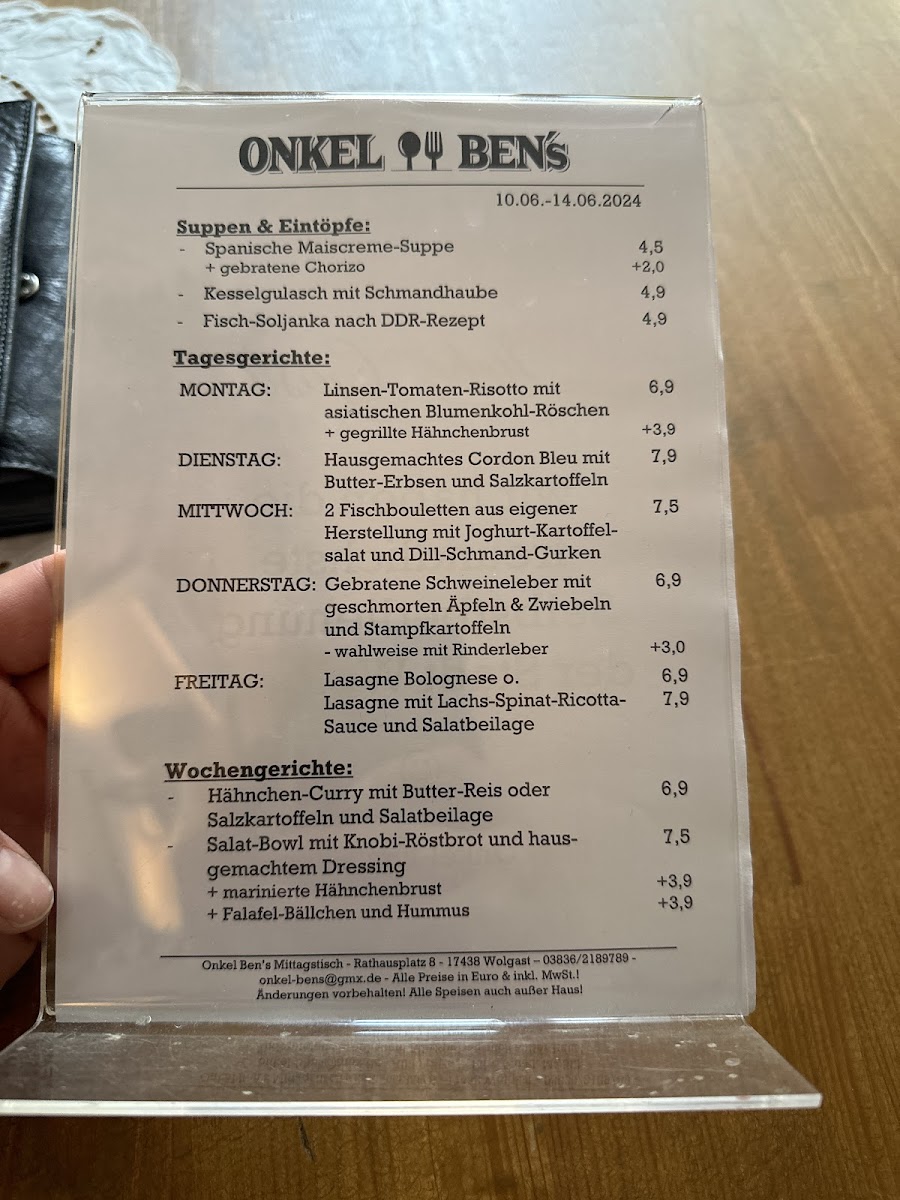 ONKEL BEN's
10.06.-14.06.2024
Suppen & Eintöpfe:
- Spanische Maiscreme-Suppe 4,5
+ gebratene Chorizo +2,0
- Kesselgulasch mit Schmandhaube 4,9
- Fisch-Soljanka nach DDR-Rezept 4,9
Tagesgerichte:
MONTAG: Linsen-Tomaten-Risotto mit 6,9
asiatischen Blumenkohl-Röschen
+ gegrillte Hähnchenbrust +3,9
DIENSTAG: Hausgemachtes Cordon Bleu mit 7,9
Butter-Erbsen und Salzkartoffeln
MITTWOCH: 2 Fischbouletten aus eigener 7,5
Herstellung mit Joghurt-Kartoffel-
salat und Dill-Schmand-Gurken
DONNERSTAG: Gebratene Schweineleber mit 6,9
geschmorten Äpfeln & Zwiebeln
und Stampfkartoffeln
- wahlweise mit Rinderleber +3,0
FREITAG: Lasagne Bolognese o. 6,9
Lasagne mit Lachs-Spinat-Ricotta- 7,9
Sauce und Salatbeilage
Wochengerichte:
- Hähnchen-Curry mit Butter-Reis oder 6,9
Salzkartoffeln und Salatbeilage
- Salat-Bowl mit Knobi-Röstbrot und haus- 7,5
gemachtem Dressing
+ marinierte Hähnchenbrust +3,9
+ Falafel-Bällchen und Hummus +3,9
Onkel Ben's Mittagstisch - Rathausplatz 8 - 17438 Wolgast – 03836/2189789 -
onkel-bens@gmx.de - Alle Preise in Euro & inkl. MwSt.!
Änderungen vorbehalten! Alle Speisen auch außer Haus!